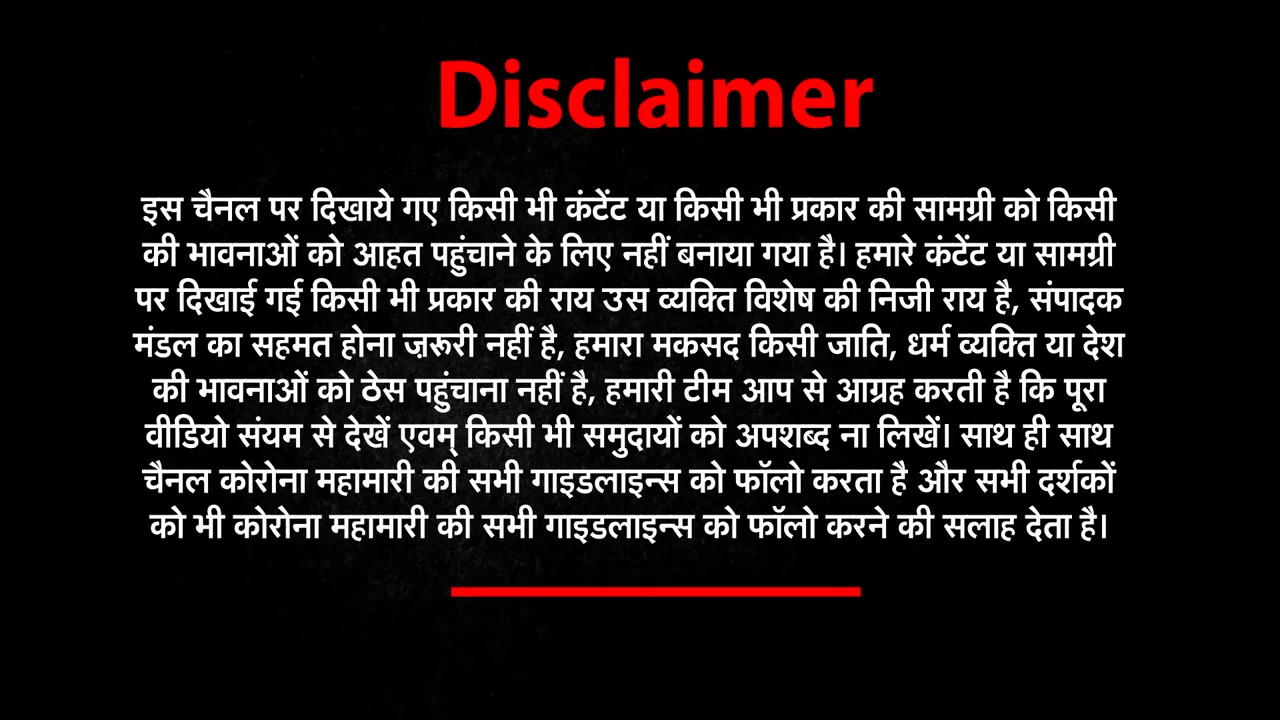 Disclaimer
इस चैनल पर दिखाये गए किसी भी कंटेंट या किसी भी प्रकार की सामग्री को किसी
की भावनाओं को आहत पहुंचाने के लिए नहीं बनाया गया है। हमारे कंटेंट या सामग्री
पर दिखाई गई किसी भी प्रकार की राय उस व्यक्ति विशेष की निजी राय है, संपादक
मंडल का सहमत होना ज़रूरी नहीं है, हमारा मकसद किसी जाति, धर्म व्यक्ति या देश
की भावनाओं को ठेस पहुंचाना नहीं है, हमारी टीम आप से आग्रह करती है कि पूरा
वीडियो संयम से देखें एवम् किसी भी समुदायों को अपशब्द ना लिखें। साथ ही साथ
चैनल कोरोना महामारी की सभी गाइडलाइन्स को फॉलो करता है और सभी दर्शकों
को भी कोरोना महामारी की सभी गाइडलाइन्स को फॉलो करने की सलाह देता है।